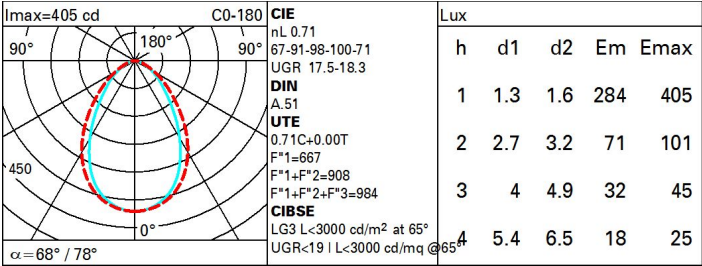 Imax=405 cd C0-180
90° 180° 90°
450
0°
α=68° / 78°
CIE
nL 0.71
67-91-98-100-71
UGR 17.5-18.3
DIN
A.51
UTE
0.71C+0.00T
F"1=667
F"1+F"2=908
F"1+F"2+F"3=984
CIBSE
LG3 L<3000 cd/m² at 65°
UGR<19 | L<3000 cd/mq @65°
Lux
h d1 d2 Em Emax
1 1.3 1.6 284 405
2 2.7 3.2 71 101
3 4 4.9 32 45
4 5.4 6.5 18 25